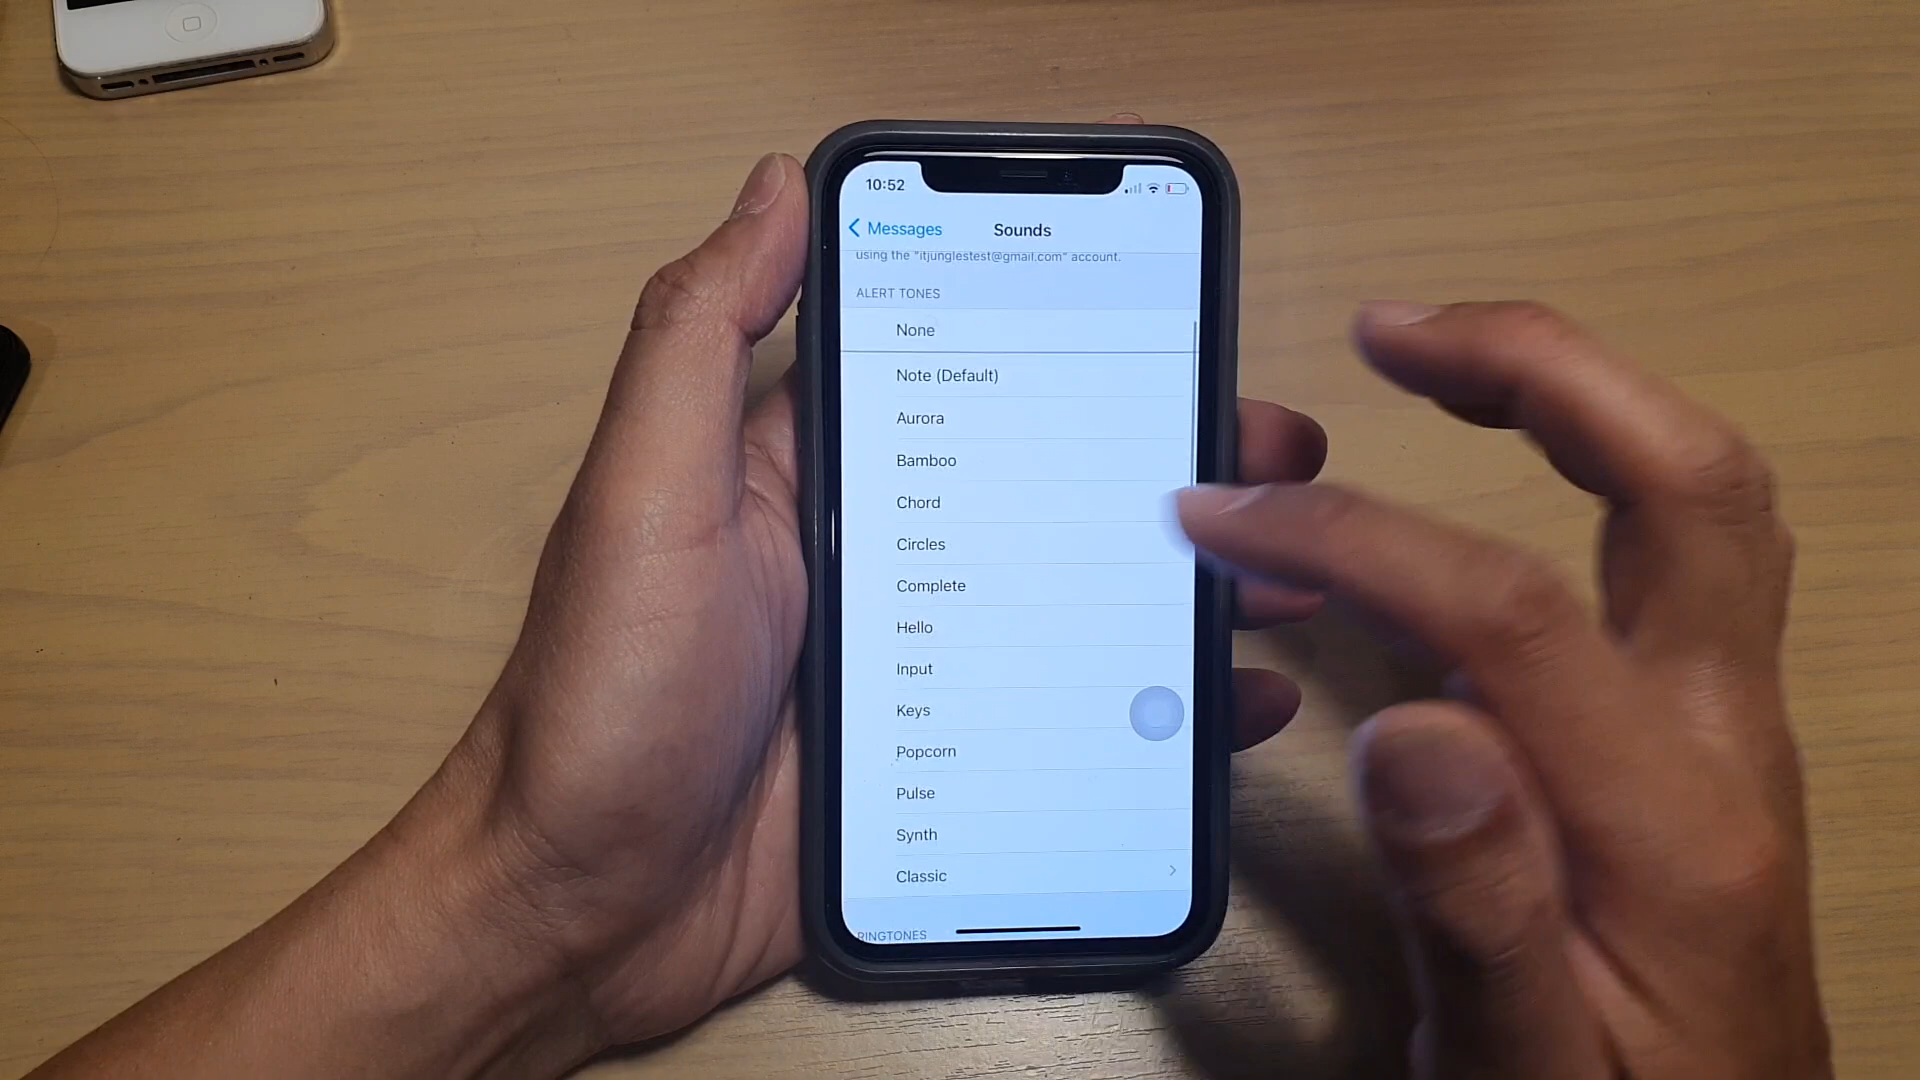 10:52
Messages
Sounds
using the "itjunglestest@gmail.com" account.
ALERT TONES
None
Note (Default)
Aurora
Bamboo
Chord
Circles
Complete
Hello
Input
Keys
Popcorn
Pulse
Synth
Classic
RINGTONES